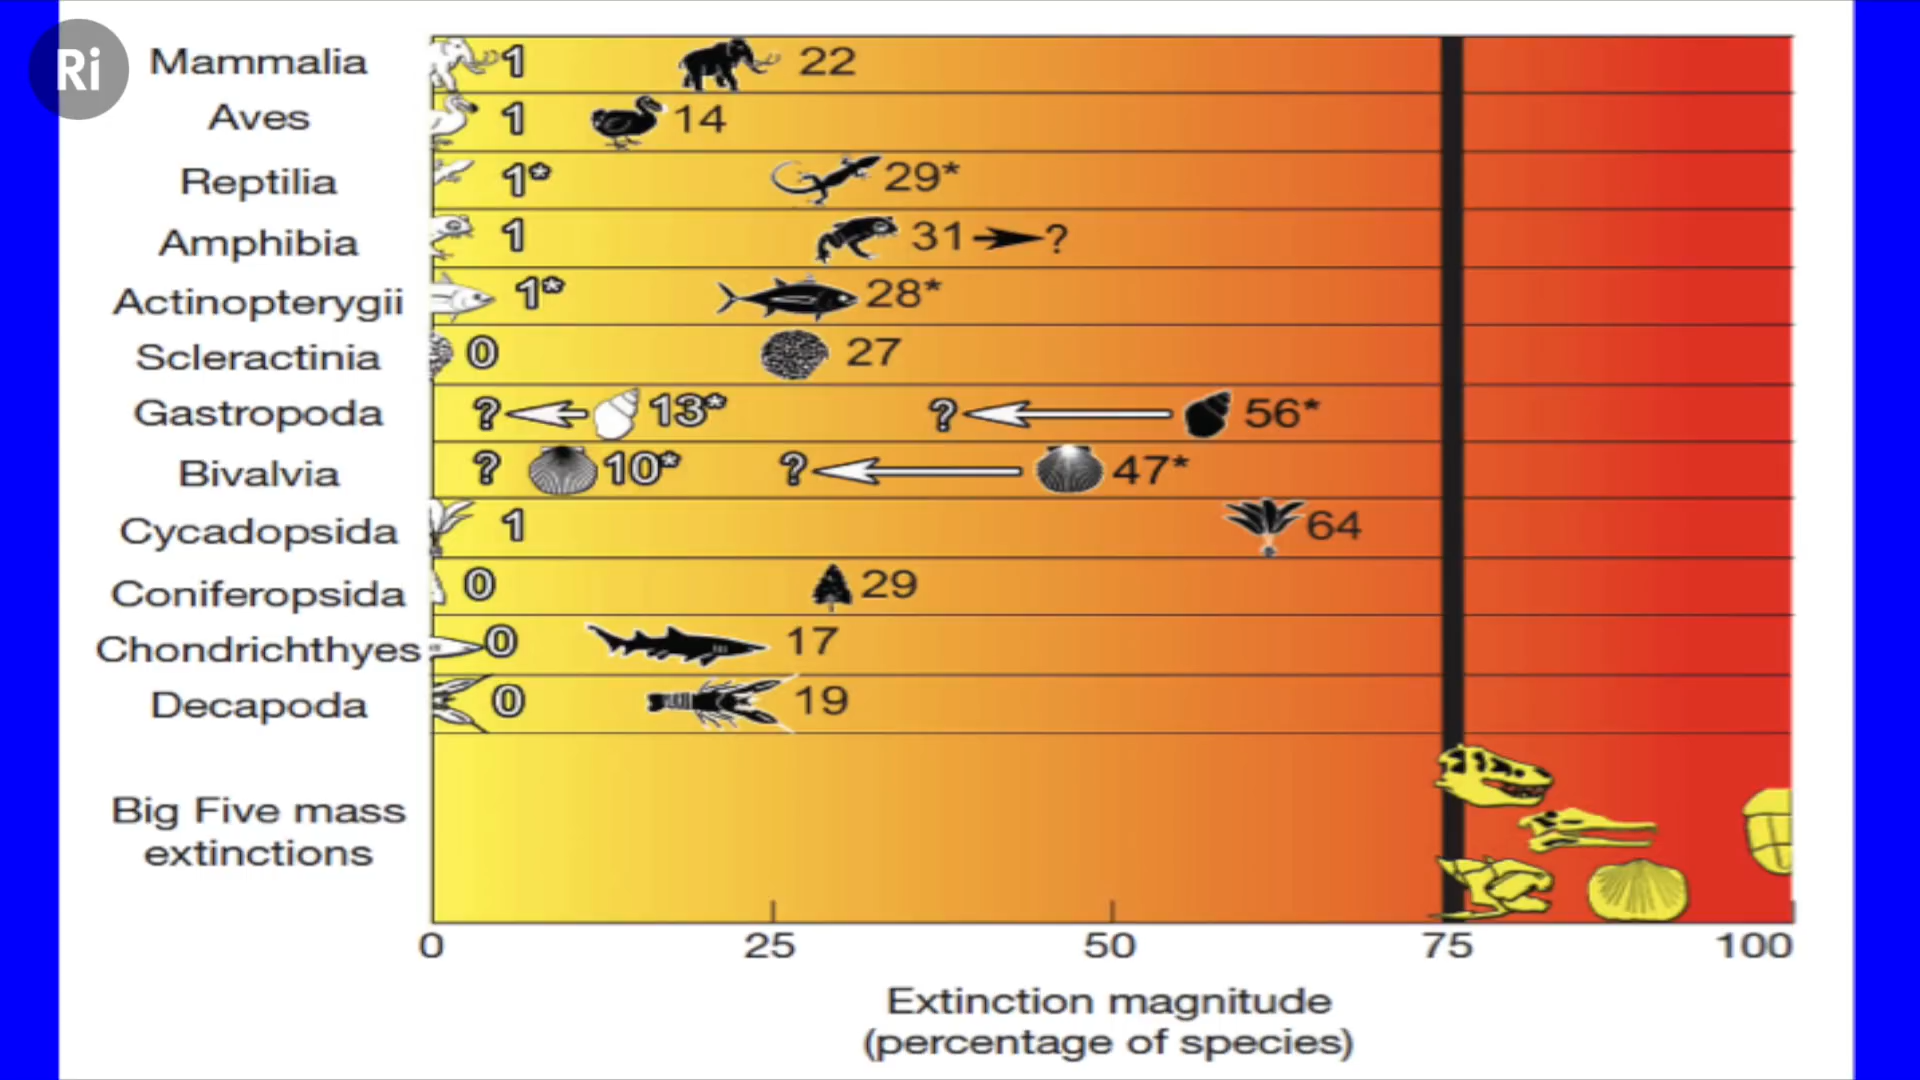 Ri
Mammalia 1 22
Aves 1 14
Reptilia 1* 29*
Amphibia 1 31 ?
Actinopterygii 1* 28*
Scleractinia 0 27
Gastropoda ? 13* ? 56*
Bivalvia ? 10* ? 47*
Cycadopsida 1 64
Coniferopsida 0 29
Chondrichthyes 0 17
Decapoda 0 19
Big Five mass
extinctions
0 25 50 75 100
Extinction magnitude
(percentage of species)